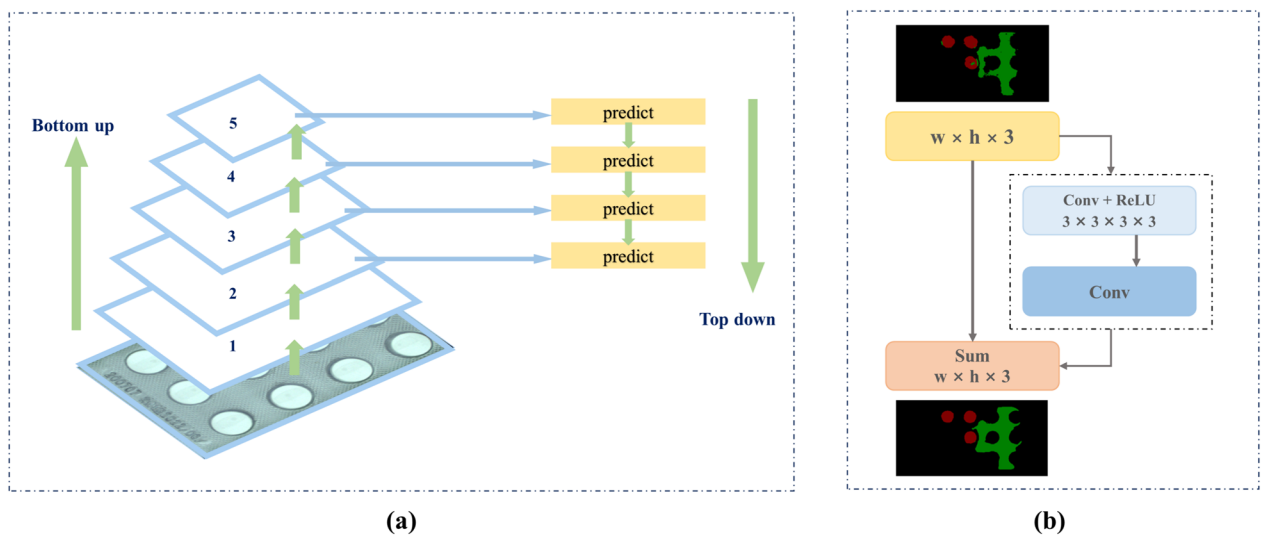 Bottom up
5
4
3
2
1
predict
predict
predict
predict
Top down
(a)
w × h × 3
Conv + ReLU
3 × 3 × 3 × 3
Conv
Sum
w × h × 3
(b)